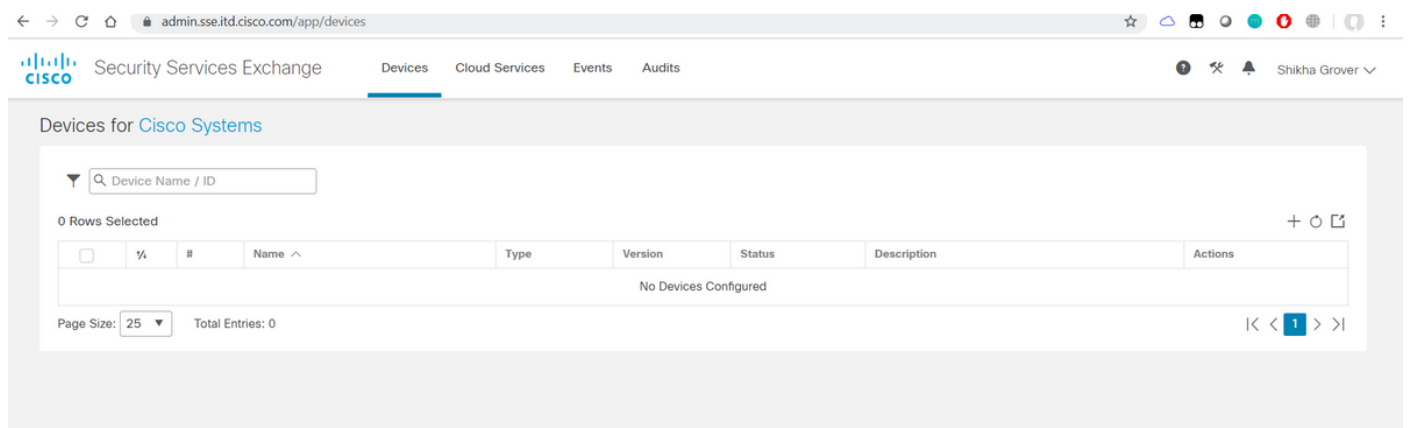 admin.sse.itd.cisco.com/app/devices
CISCO Security Services Exchange Devices Cloud Services Events Audits Shikha Grover
Devices for Cisco Systems
Device Name / ID
0 Rows Selected
# Name Type Version Status Description Actions
No Devices Configured
Page Size: 25 Total Entries: 0 1